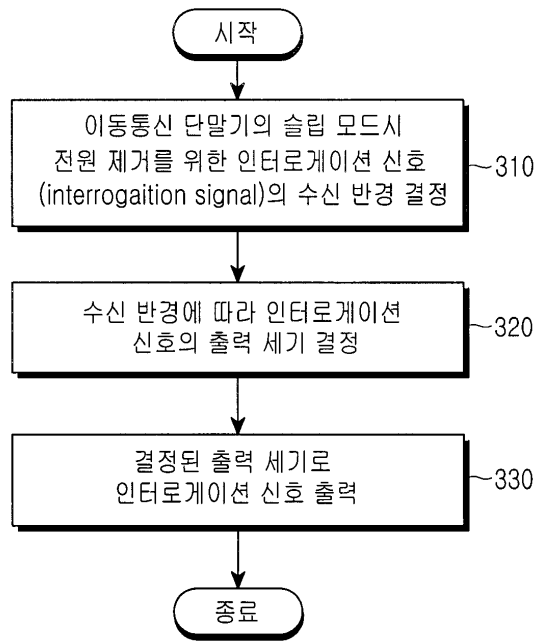 시작
이동통신 단말기의 슬립 모드시
전원 제거를 위한 인터로게이션 신호
(interrogaition signal)의 수신 반경 결정
310
수신 반경에 따라 인터로게이션
신호의 출력 세기 결정
320
결정된 출력 세기로
인터로게이션 신호 출력
330
종료